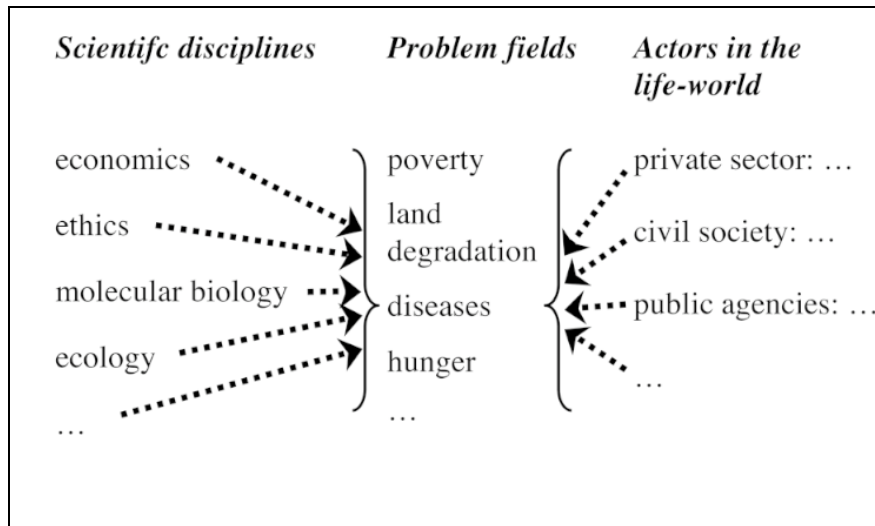 Scientifc disciplines
Problem fields
Actors in the
life-world
economics
ethics
molecular biology
ecology
…
poverty
land
degradation
diseases
hunger
…
private sector: …
civil society: …
public agencies: …
…